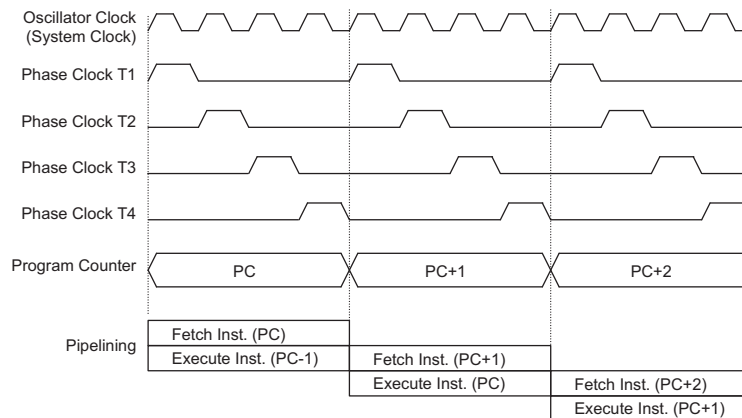 Oscillator Clock
(System Clock)
Phase Clock T1
Phase Clock T2
Phase Clock T3
Phase Clock T4
Program Counter
PC
PC+1
PC+2
Pipelining
Fetch Inst. (PC)
Execute Inst. (PC-1)
Fetch Inst. (PC+1)
Execute Inst. (PC)
Fetch Inst. (PC+2)
Execute Inst. (PC+1)